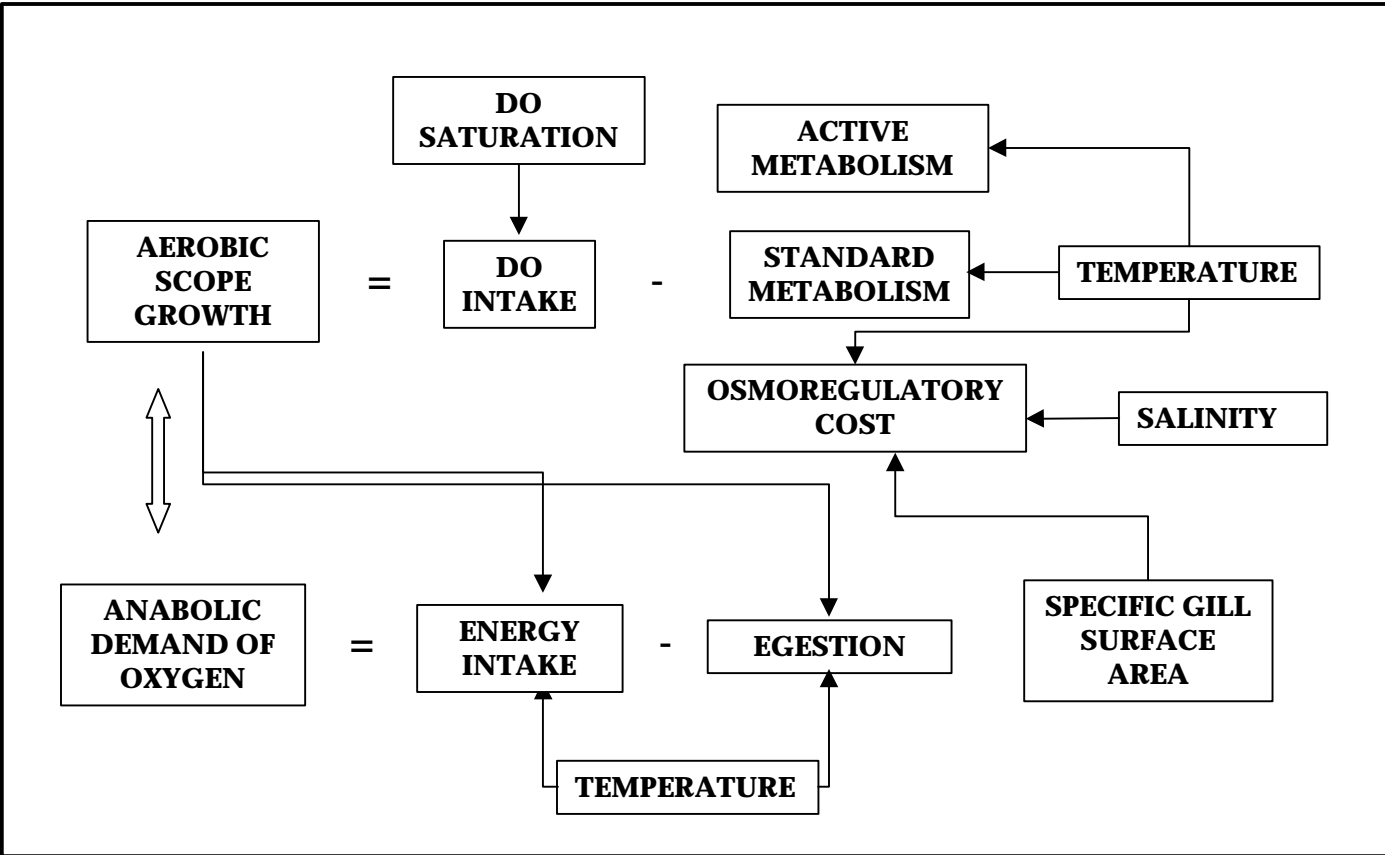 DO
SATURATION
ACTIVE
METABOLISM
AEROBIC
SCOPE
GROWTH
=
DO
INTAKE
-
STANDARD
METABOLISM
TEMPERATURE
OSMOREGULATORY
COST
SALINITY
ANABOLIC
DEMAND OF
OXYGEN
=
ENERGY
INTAKE
-
EGESTION
SPECIFIC GILL
SURFACE
AREA
TEMPERATURE